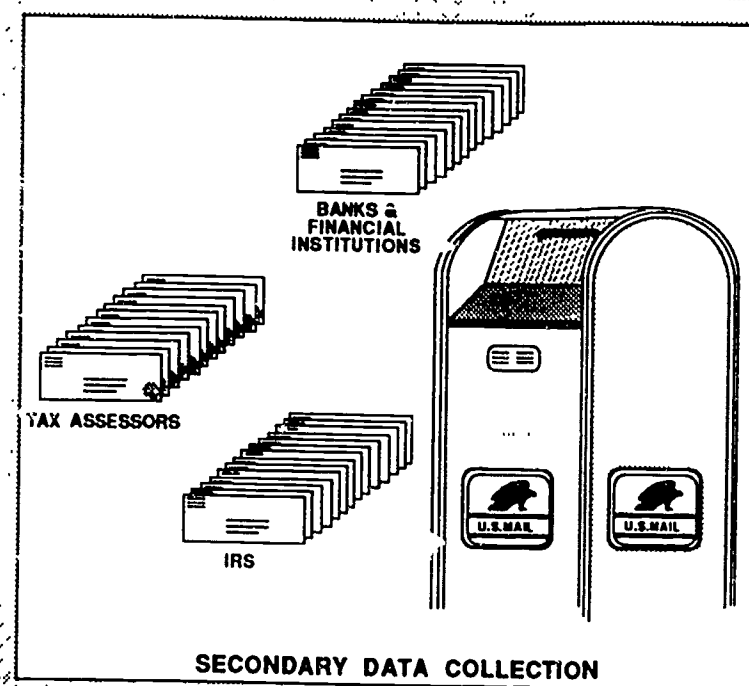 BANKS &
FINANCIAL
INSTITUTIONS
TAX ASSESSORS
IRS
U.S.MAIL
U.S.MAIL
SECONDARY DATA COLLECTION